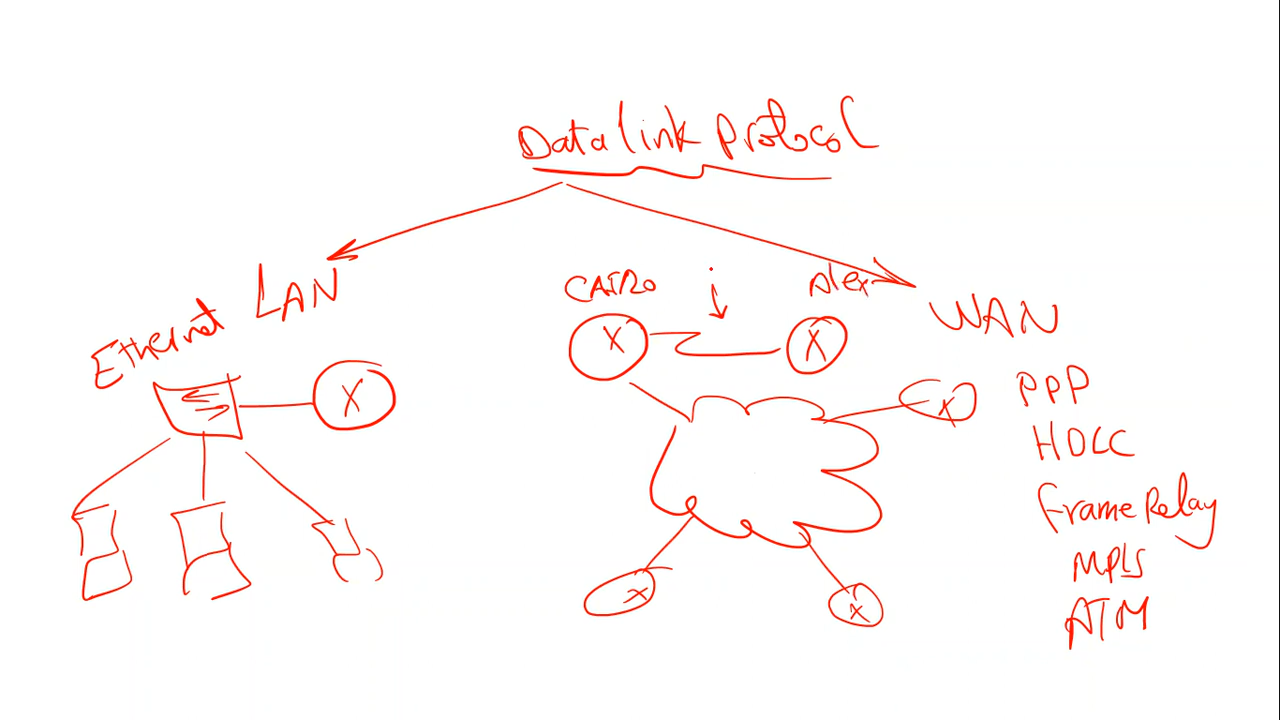 Data link protocol
LAN
Ethernet
CAIRO
Alex
WAN
PPP
HDLC
Frame Relay
MPLS
ATM
X
X
X
X
X
X